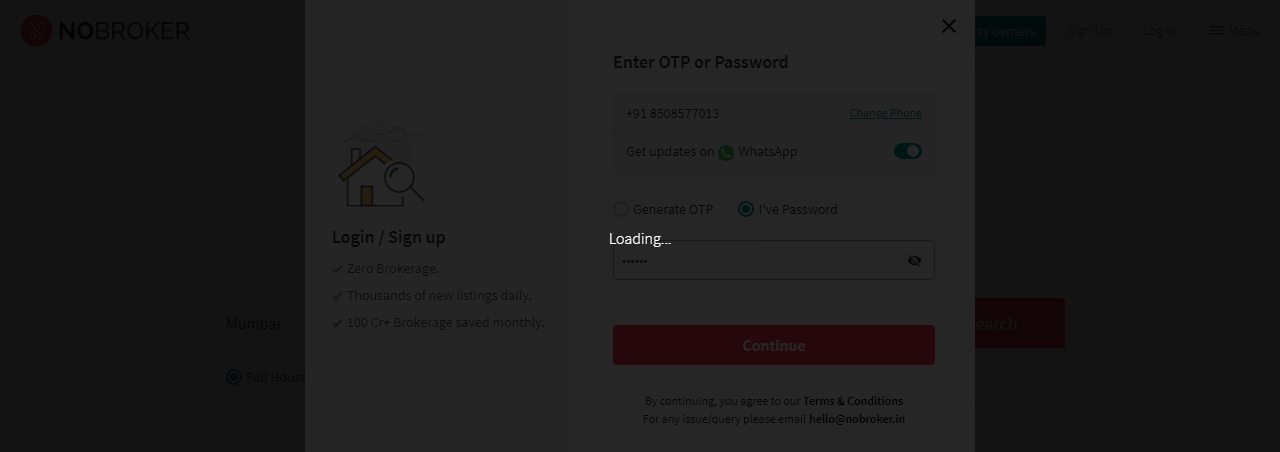 NOBROKER
rty owners
Sign Up
Log In
Menu
Enter OTP or Password
+91 8508577013
Change Phone
Get updates on WhatsApp
Generate OTP
I've Password
Loading...
••••••
Login / Sign up
Zero Brokerage.
Thousands of new listings daily.
100 Cr+ Brokerage saved monthly.
Mumbai
earch
Full House
Continue
By continuing, you agree to our Terms & Conditions
For any issue/query please email hello@nobroker.in